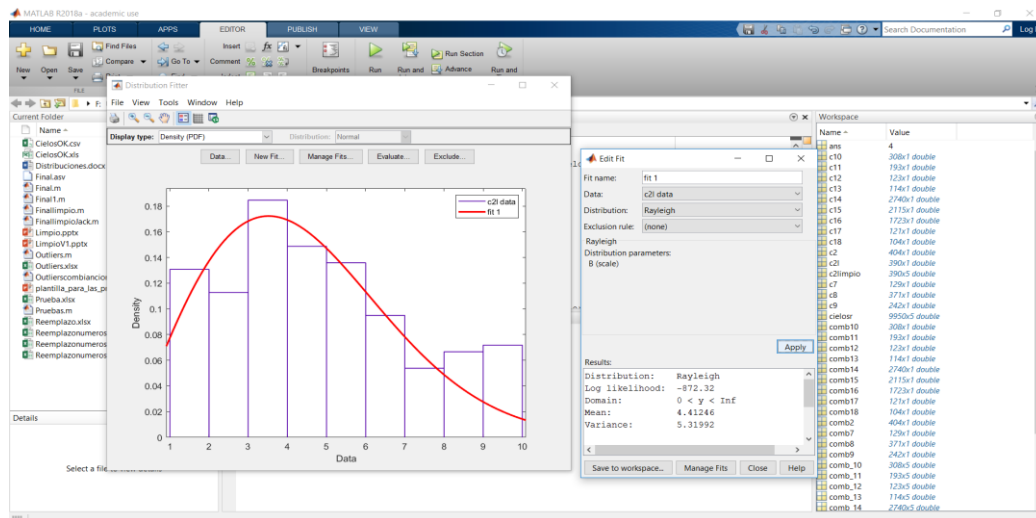 MATLAB R2018a - academic use
HOME PLOTS APPS EDITOR PUBLISH VIEW
Search Documentation
Log
New Open Save
Find Files
Compare
Go To
Insert
Comment
Breakpoints
Run
Run and
Run Section
Advance
Run and
FILE
Distribution Fitter
File View Tools Window Help
Display type: Density (PDF) Distribution: Normal
Data... New Fit... Manage Fits... Evaluate... Exclude...
c2l data
fit 1
0.18
0.16
0.14
0.12
0.1
0.08
0.06
0.04
0.02
0
Density
1 2 3 4 5 6 7 8 9 10
Data
Current Folder
Name
CielosOK.csv
CielosOK.xls
Distribuciones.docx
Final.asv
Final.m
Final1.m
Finallimpio.m
FinallimpioJack.m
Limpio.pptx
LimpioV1.pptx
Outliers.m
Outliers.xlsx
Outlierscombiancion
plantilla_para_las_p
Prueba.xlsx
Pruebas.m
Reemplazo.xlsx
Reemplazonumeros
Reemplazonumeros
Reemplazonumeros
Details
Select a file to view details
Edit Fit
Fit name: fit 1
Data: c2l data
Distribution: Rayleigh
Exclusion rule: (none)
Rayleigh
Distribution parameters:
B (scale)
Apply
Results:
Distribution: Rayleigh
Log likelihood: -872.32
Domain: 0 < y < Inf
Mean: 4.41246
Variance: 5.31992
Save to workspace... Manage Fits Close Help
Workspace
Name Value
ans 4
c10 308x1 double
c11 193x1 double
c12 123x1 double
c13 114x1 double
c14 2740x1 double
c15 2115x1 double
c16 1723x1 double
c17 121x1 double
c18 104x1 double
c2 404x1 double
c2l 390x1 double
c2limpio 390x5 double
c7 129x1 double
c8 371x1 double
c9 242x1 double
cielosr 9950x5 double
comb10 308x1 double
comb11 193x1 double
comb12 123x1 double
comb13 114x1 double
comb14 2740x1 double
comb15 2115x1 double
comb16 1723x1 double
comb17 121x1 double
comb18 104x1 double
comb2 404x1 double
comb7 129x1 double
comb8 371x1 double
comb9 242x1 double
comb_10 308x5 double
comb_11 193x5 double
comb_12 123x5 double
comb_13 114x5 double
comb_14 2740x5 double